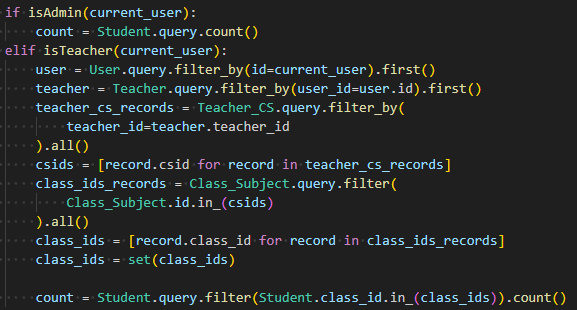 if isAdmin(current_user):
    count = Student.query.count()
elif isTeacher(current_user):
    user = User.query.filter_by(id=current_user).first()
    teacher = Teacher.query.filter_by(user_id=user.id).first()
    teacher_cs_records = Teacher_CS.query.filter_by(
        teacher_id=teacher.teacher_id
    ).all()
    csids = [record.csid for record in teacher_cs_records]
    class_ids_records = Class_Subject.query.filter(
        Class_Subject.id.in_(csids)
    ).all()
    class_ids = [record.class_id for record in class_ids_records]
    class_ids = set(class_ids)

    count = Student.query.filter(Student.class_id.in_(class_ids)).count()